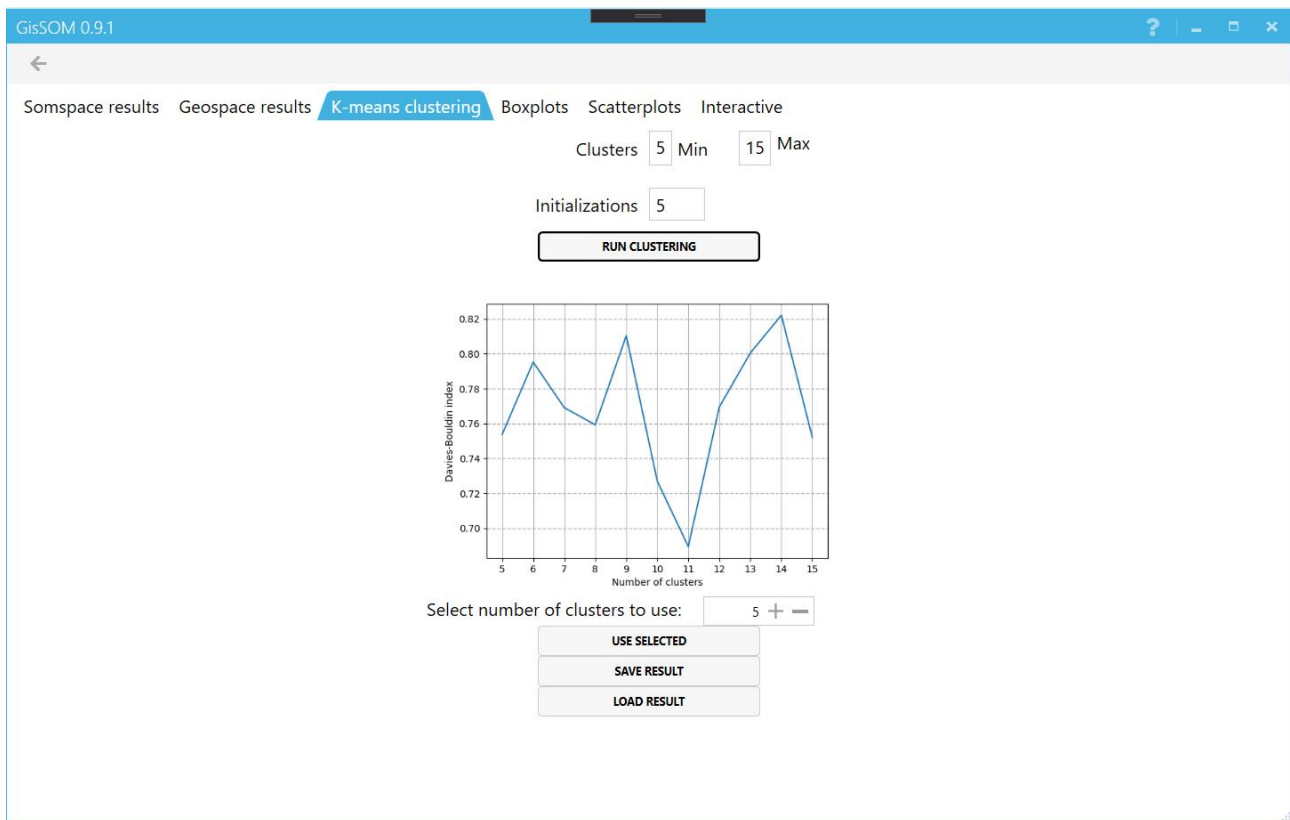 GisSOM 0.9.1
?
Somspace results Geospace results K-means clustering Boxplots Scatterplots Interactive
Clusters 5 Min 15 Max
Initializations 5
RUN CLUSTERING
0.82
0.80
0.78
0.76
0.74
0.72
0.70
Davies-Bouldin index
5 6 7 8 9 10 11 12 13 14 15
Number of clusters
Select number of clusters to use: 5
USE SELECTED
SAVE RESULT
LOAD RESULT